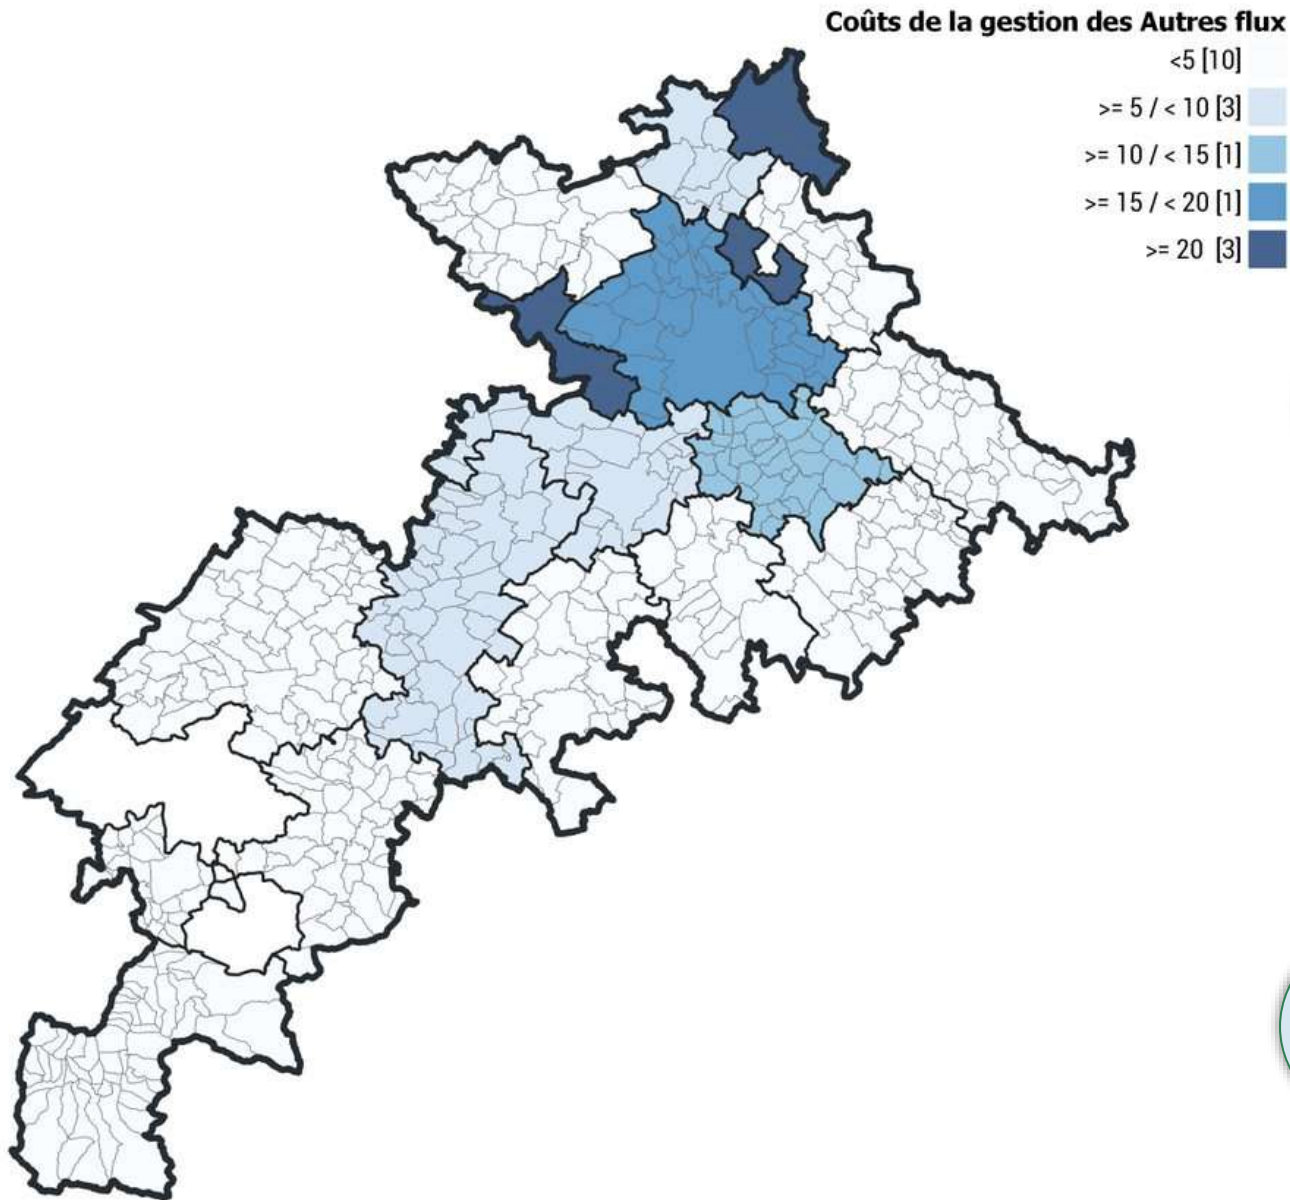 Coûts de la gestion des Autres flux
<5 [10]
>= 5 / < 10 [3]
>= 10 / < 15 [1]
>= 15 / < 20 [1]
>= 20 [3]